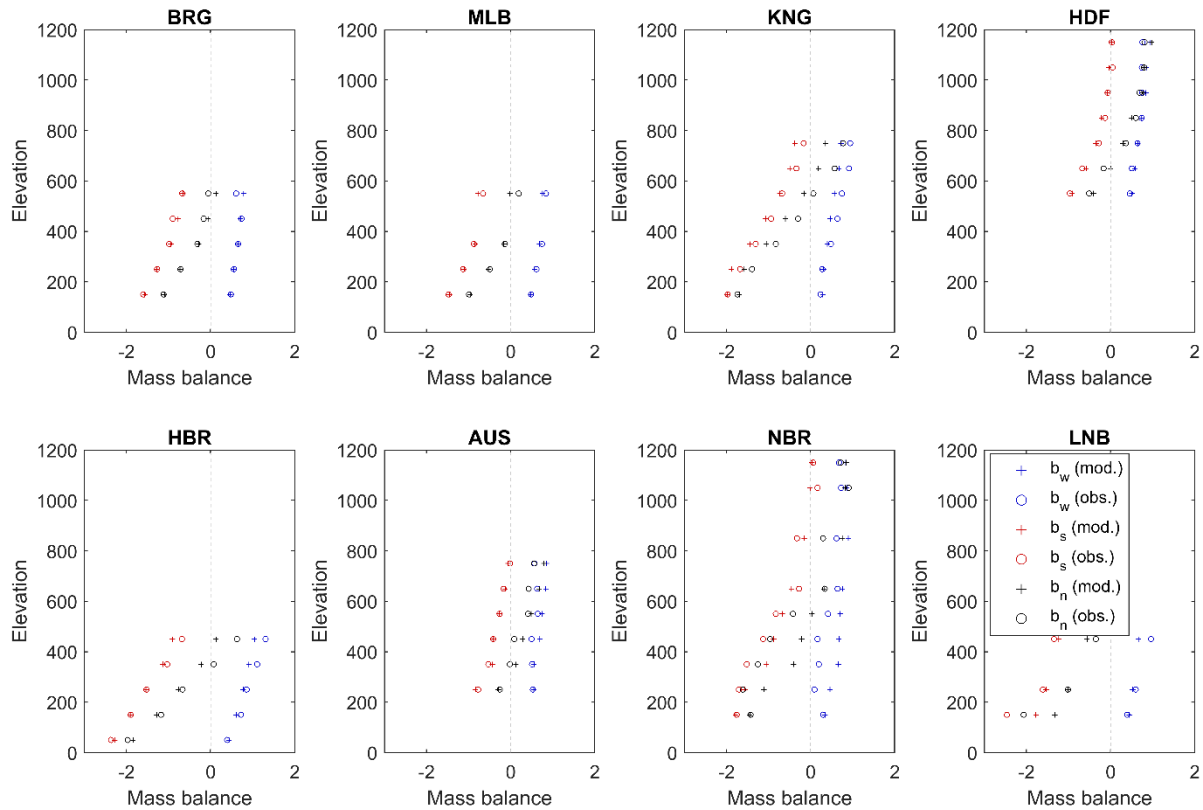 BRG
MLB
KNG
HDF
1200
1000
800
600
400
200
0
Elevation
-2 0 2
Mass balance
1200
1000
800
600
400
200
0
Elevation
-2 0 2
Mass balance
1200
1000
800
600
400
200
0
Elevation
-2 0 2
Mass balance
1200
1000
800
600
400
200
0
Elevation
-2 0 2
Mass balance
HBR
AUS
NBR
LNB
1200
1000
800
600
400
200
0
Elevation
-2 0 2
Mass balance
1200
1000
800
600
400
200
0
Elevation
-2 0 2
Mass balance
1200
1000
800
600
400
200
0
Elevation
-2 0 2
Mass balance
1200
1000
800
600
400
200
0
Elevation
-2 0 2
Mass balance
b_w (mod.)
b_w (obs.)
b_s (mod.)
b_s (obs.)
b_n (mod.)
b_n (obs.)